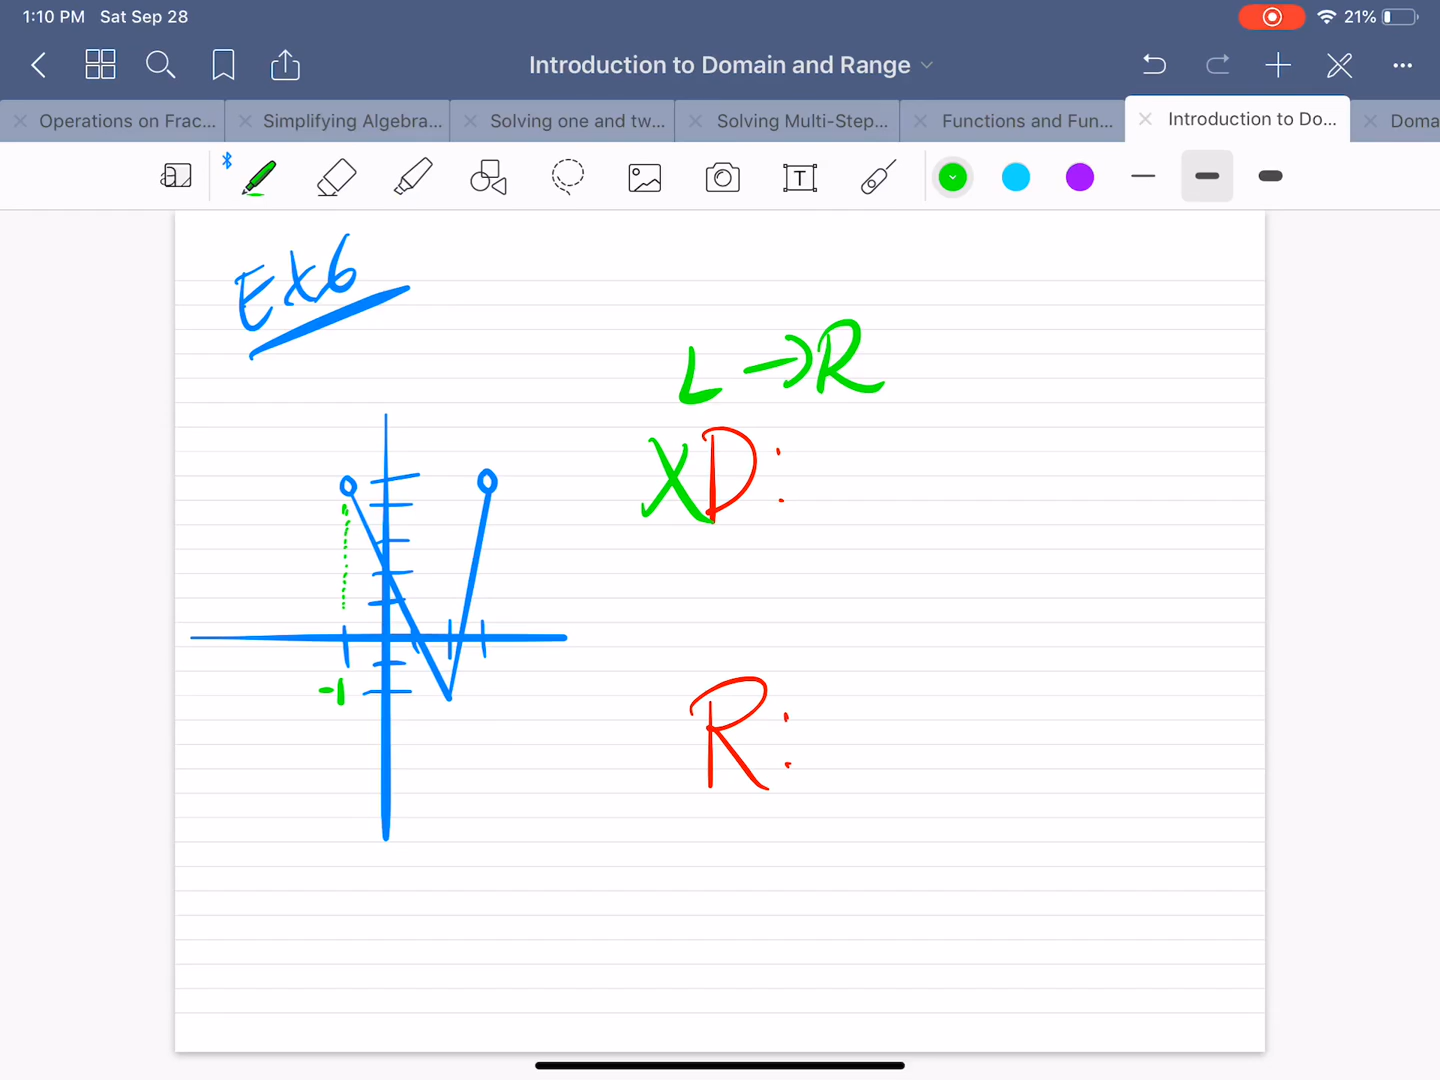 1:10 PM Sat Sep 28
21%
Introduction to Domain and Range
Operations on Frac...
Simplifying Algebra...
Solving one and tw...
Solving Multi-Step...
Functions and Fun...
Introduction to Do...
Doma
a
T
Ex6
L → R
X D:
-1
R: